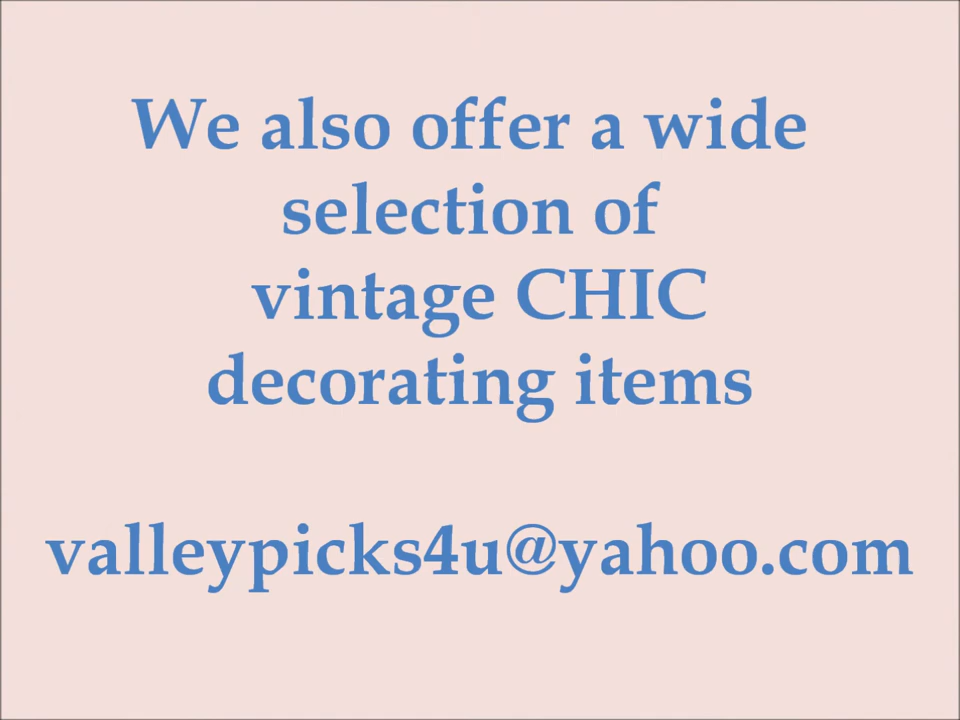 We also offer a wide
selection of
vintage CHIC
decorating items
valleypicks4u@yahoo.com